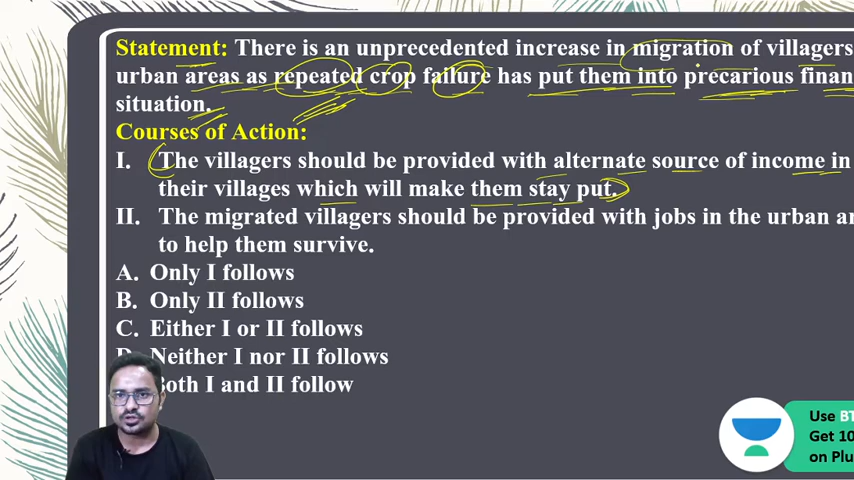 Statement: There is an unprecedented increase in migration of villagers
urban areas as repeated crop failure has put them into precarious finan
situation.
Courses of Action:
I. The villagers should be provided with alternate source of income in
their villages which will make them stay put.
II. The migrated villagers should be provided with jobs in the urban ar
to help them survive.
A. Only I follows
B. Only II follows
C. Either I or II follows
D. Neither I nor II follows
Both I and II follow
Use BT
Get 10
on Plu